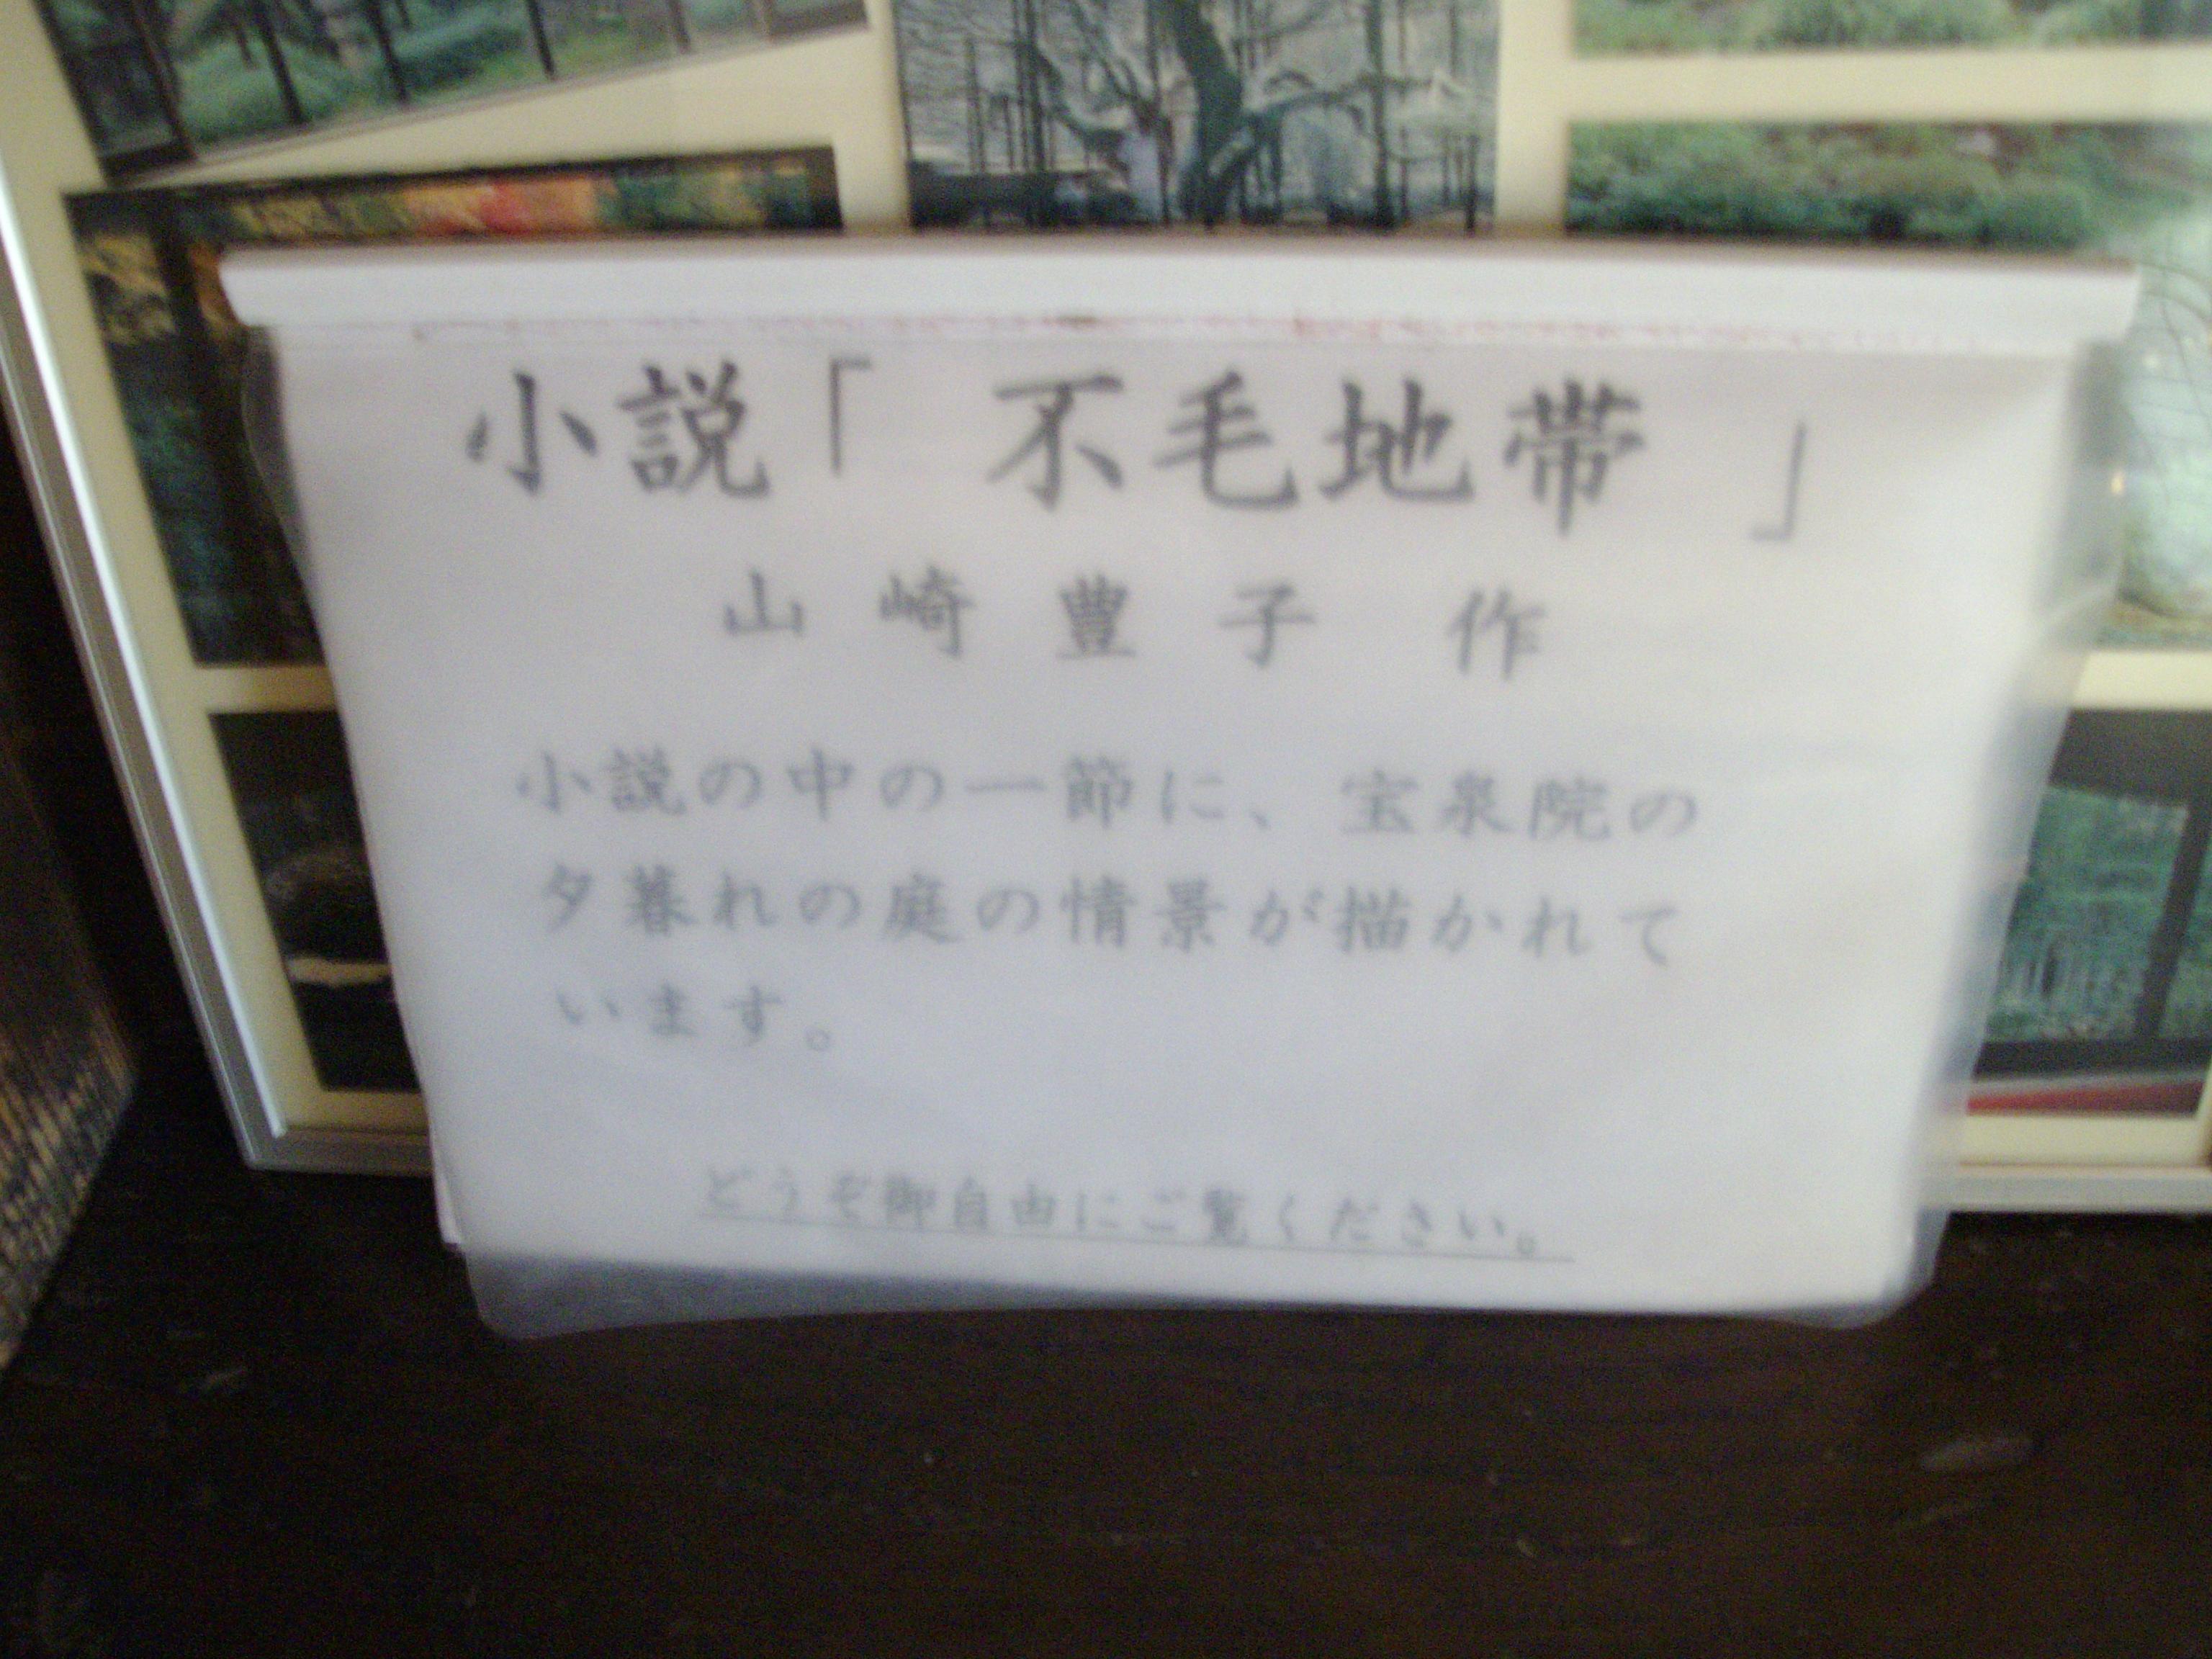 小説「 不毛地帯 」
山 崎 豊 子 作
小説の中の一節に、宝泉院の
夕暮れの庭の情景が描かれて
います。
どうぞ御自由にご覧ください。